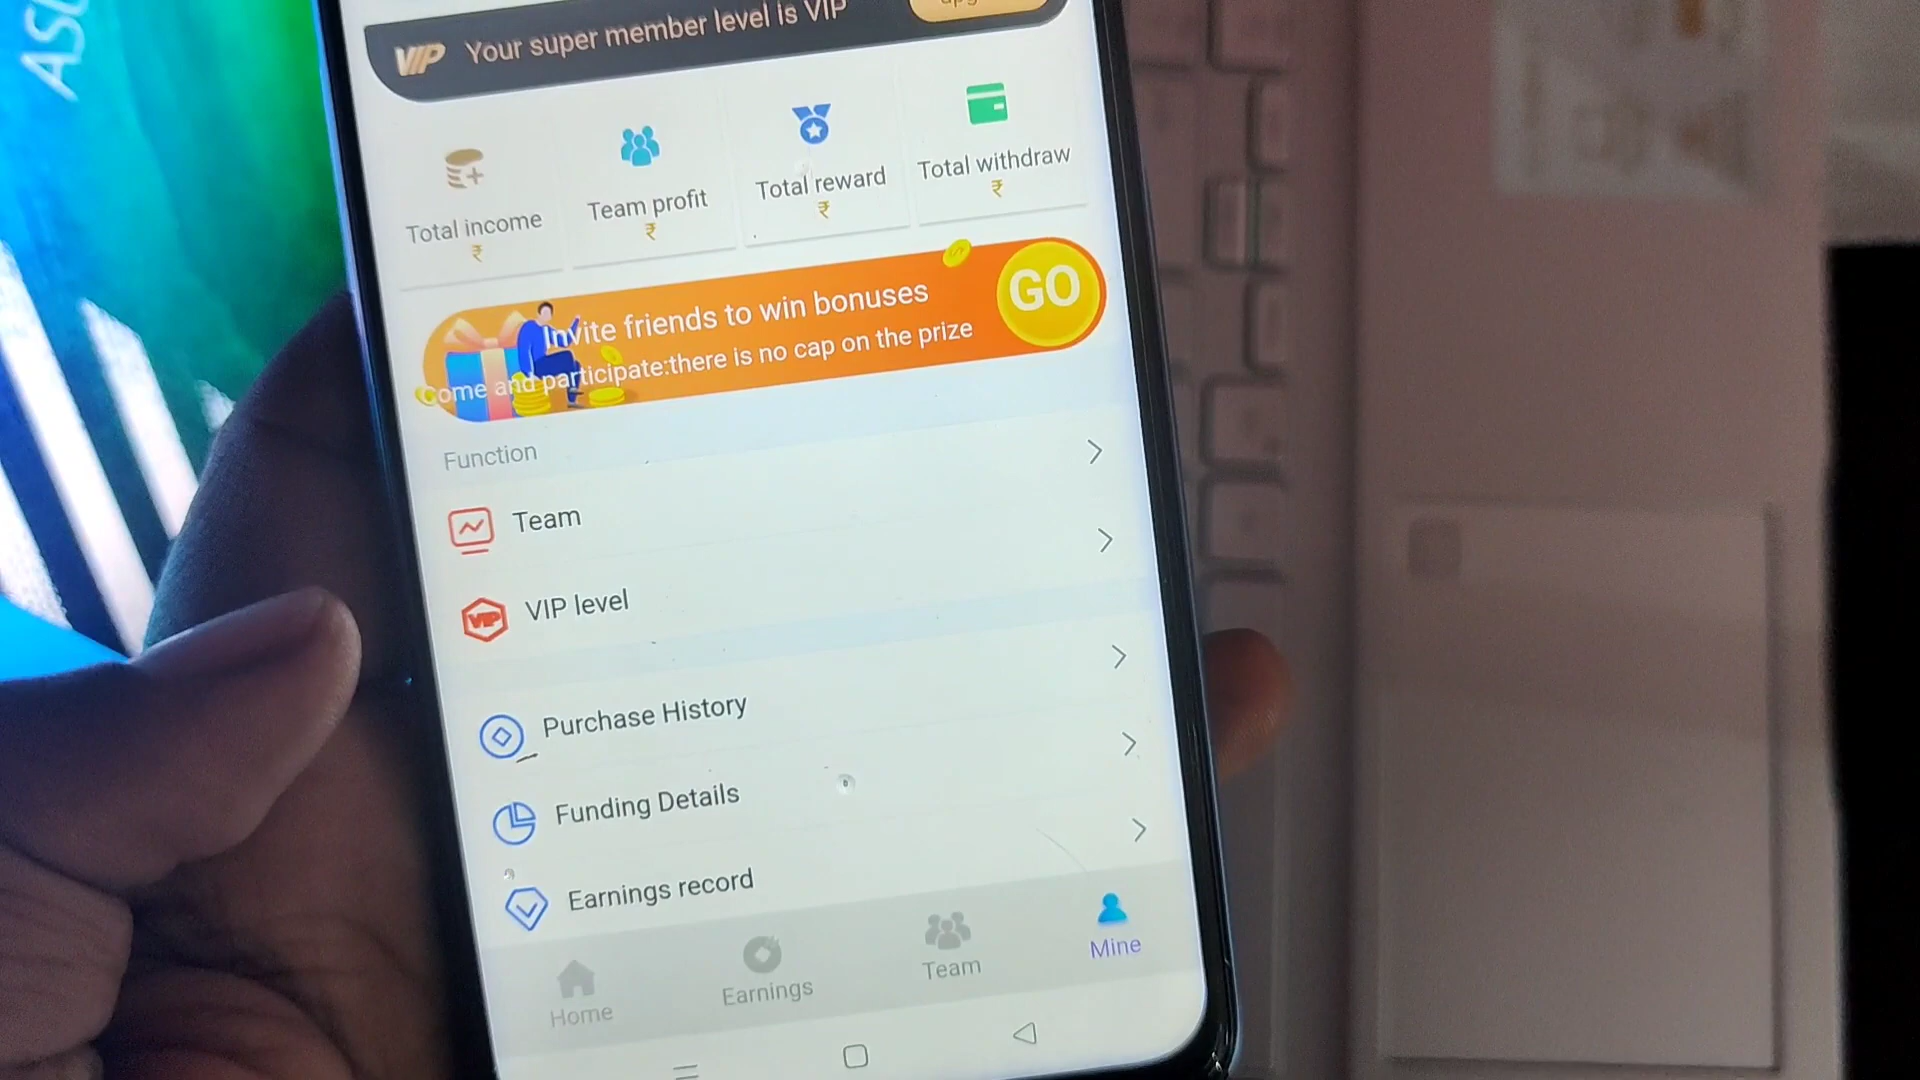 ASU
VIP Your super member level is VIP
Total income
₹
Team profit
₹
Total reward
₹
Total withdraw
₹
Invite friends to win bonuses
Come and participate:there is no cap on the prize
GO
Function
Team
VIP level
VIP
Purchase History
Funding Details
Earnings record
Home
Earnings
Team
Mine